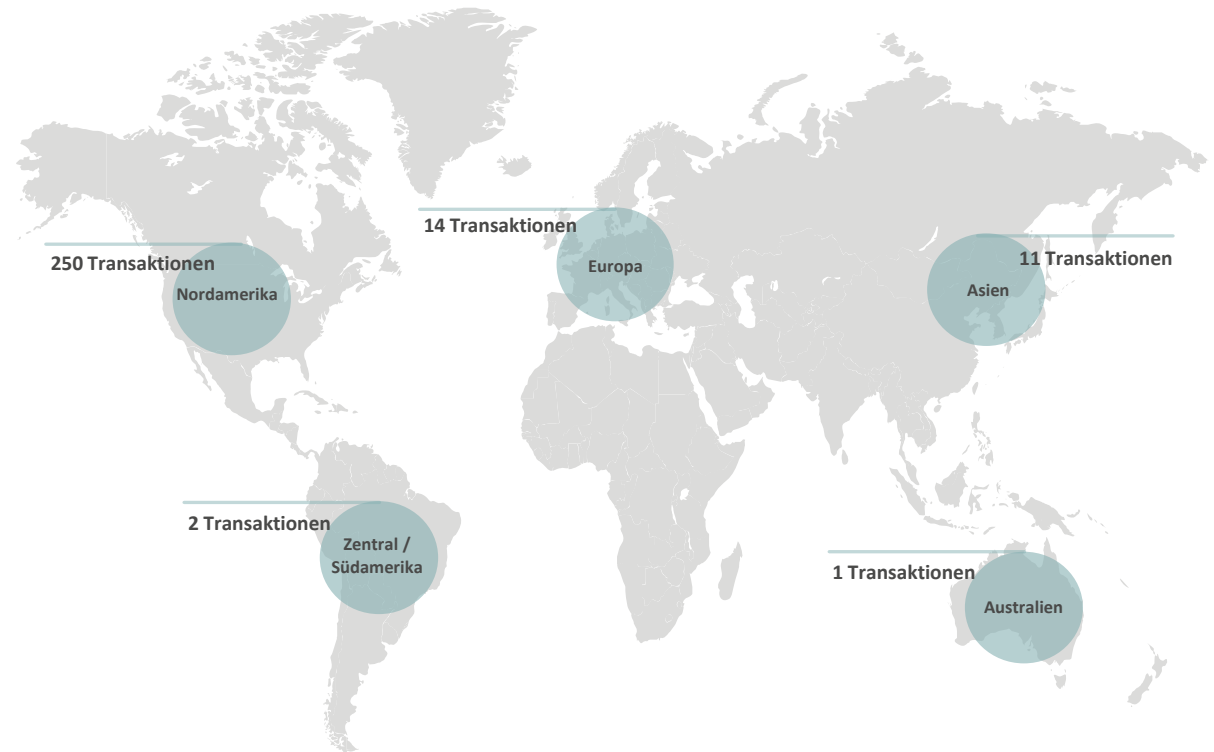 14 Transaktionen
Europa
250 Transaktionen
Nordamerika
11 Transaktionen
Asien
2 Transaktionen
Zentral /
Südamerika
1 Transaktionen
Australien